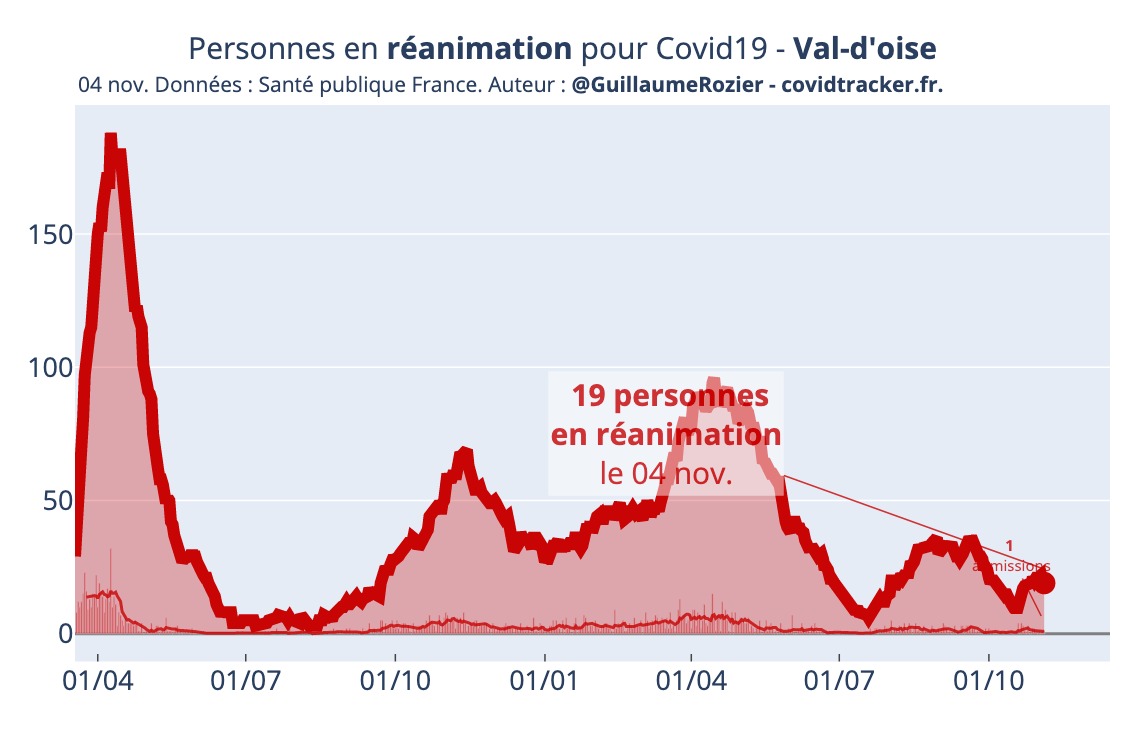 Personnes en réanimation pour Covid19 - Val-d'oise
04 nov. Données : Santé publique France. Auteur : @GuillaumeRozier - covidtracker.fr.
150
100
50
0
19 personnes
en réanimation
le 04 nov.
1
admissions
01/04 01/07 01/10 01/01 01/04 01/07 01/10